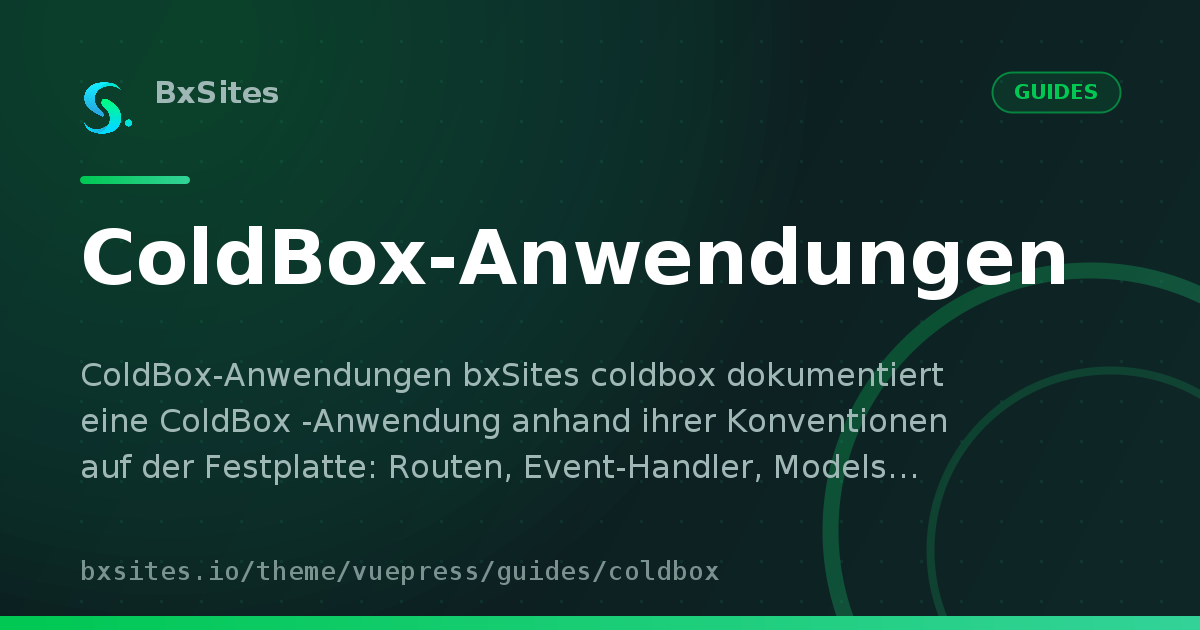 BxSites
GUIDES
ColdBox-Anwendungen
ColdBox-Anwendungen bxSites coldbox dokumentiert
eine ColdBox -Anwendung anhand ihrer Konventionen
auf der Festplatte: Routen, Event-Handler, Models...
bxsites.io/theme/vuepress/guides/coldbox